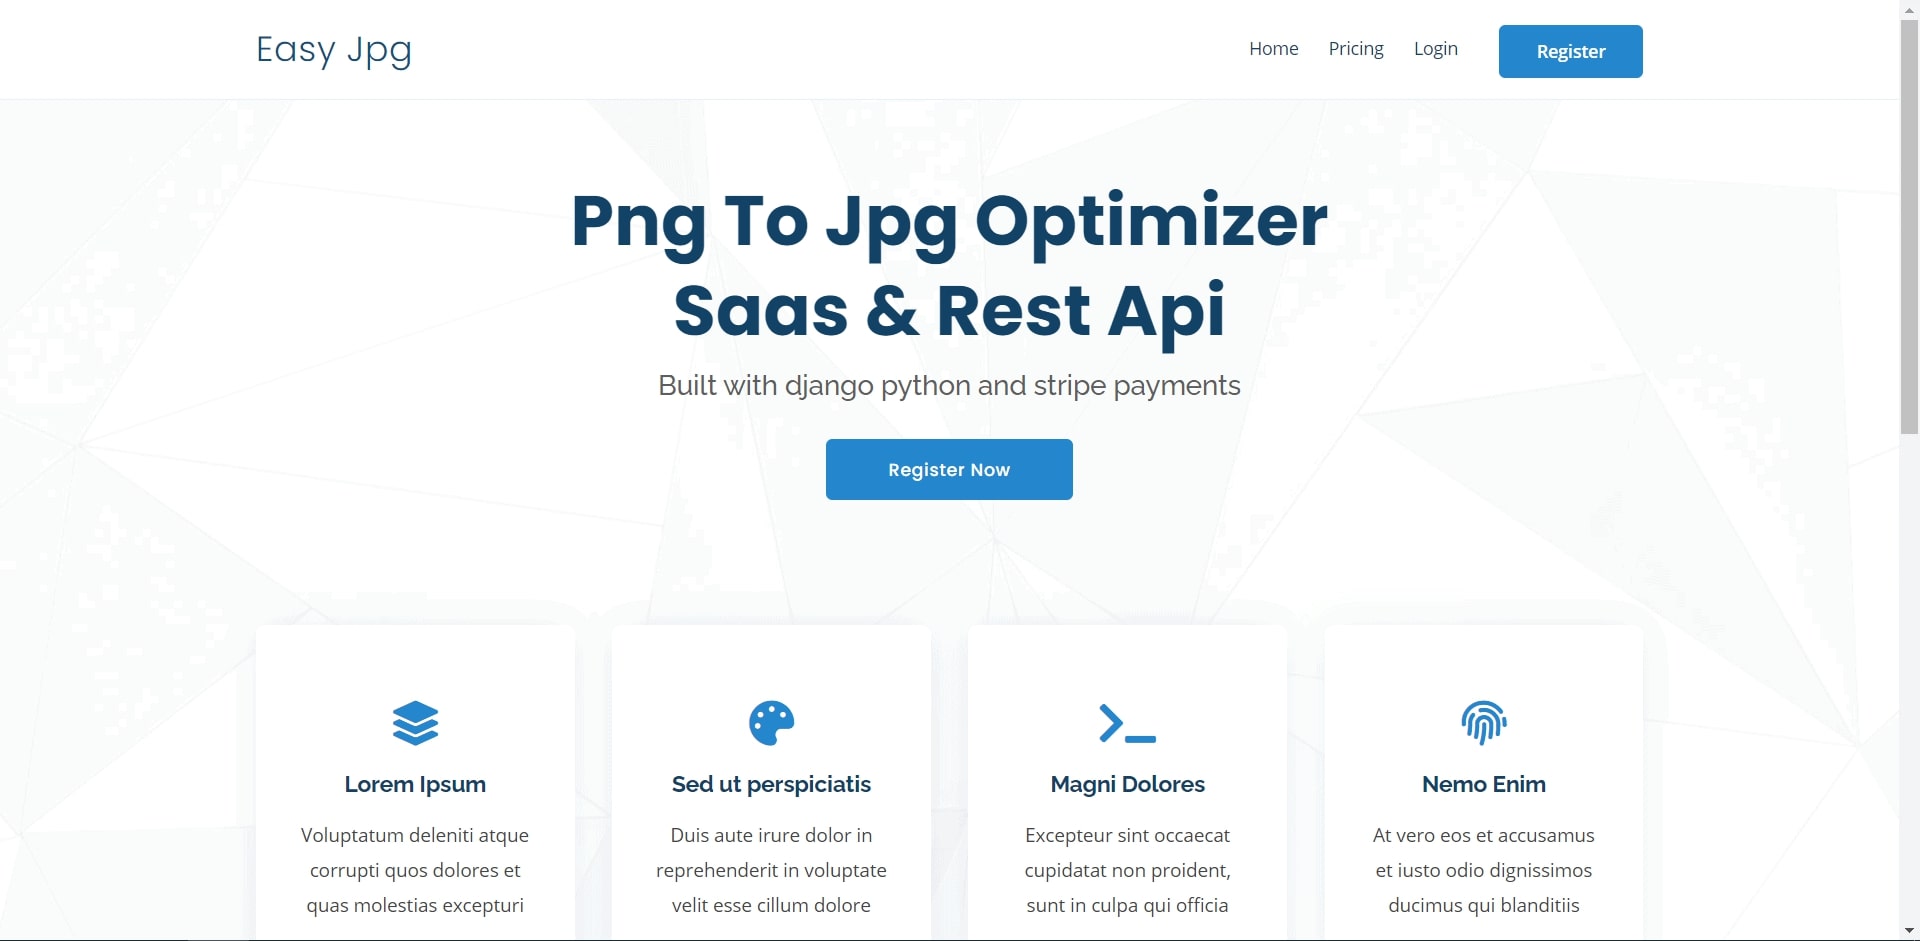 Easy Jpg
Home Pricing Login Register
Png To Jpg Optimizer
Saas & Rest Api
Built with django python and stripe payments
Register Now
Lorem Ipsum
Voluptatum deleniti atque
corrupti quos dolores et
quas molestias excepturi
Sed ut perspiciatis
Duis aute irure dolor in
reprehenderit in voluptate
velit esse cillum dolore
Magni Dolores
Excepteur sint occaecat
cupidatat non proident,
sunt in culpa qui officia
Nemo Enim
At vero eos et accusamus
et iusto odio dignissimos
ducimus qui blanditiis